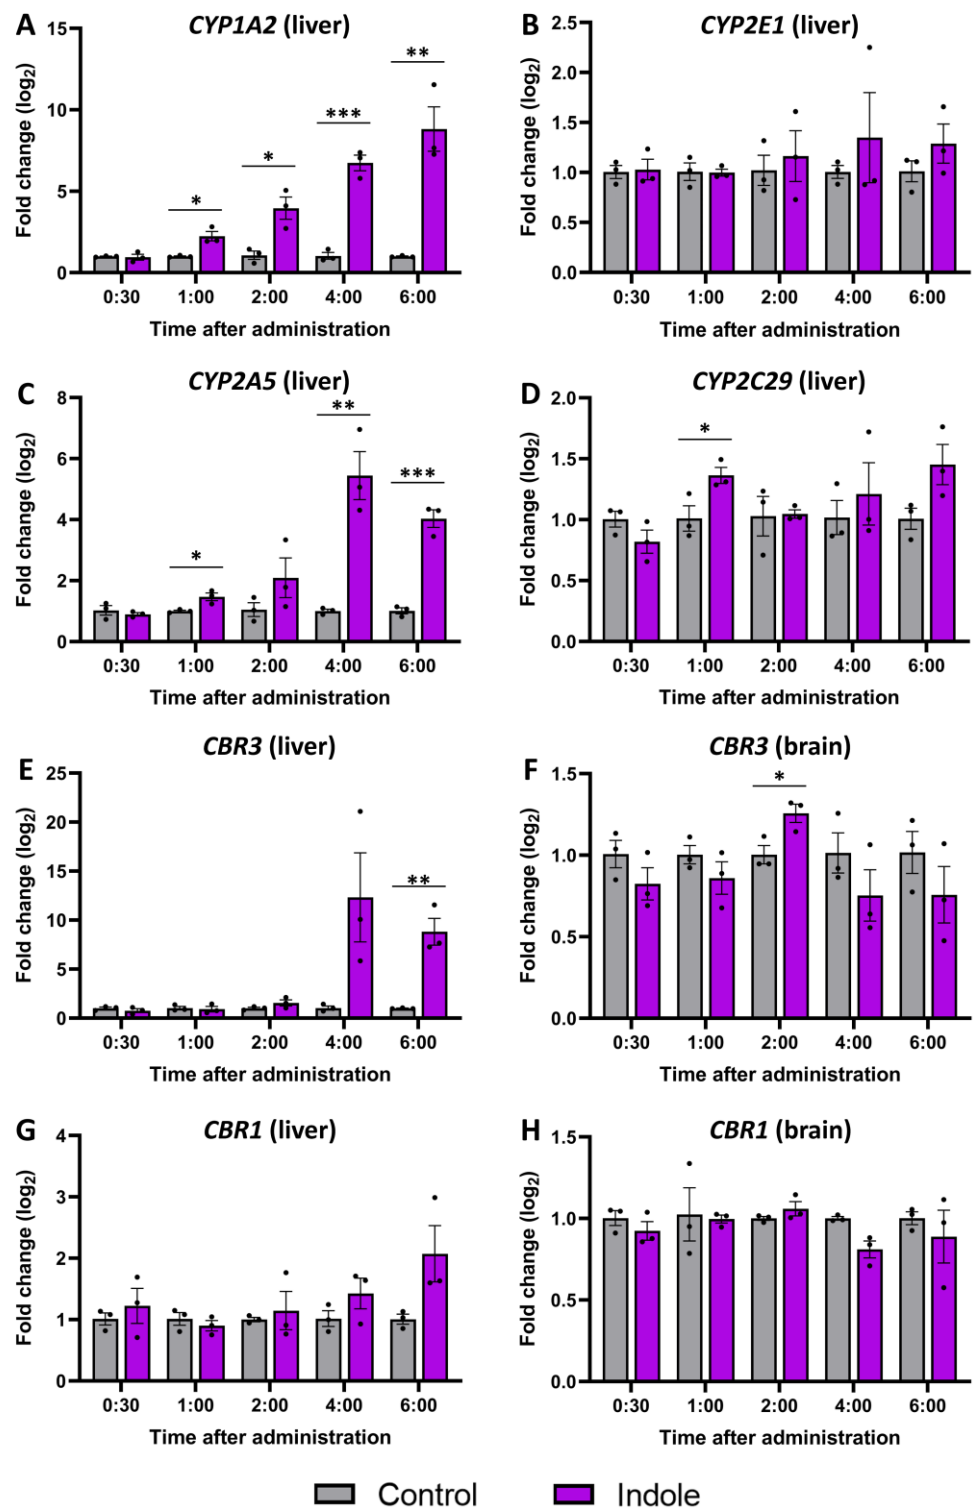 A
CYP1A2 (liver)
Fold change (log2)
15
10
5
0
*
*
***
**
0:30 1:00 2:00 4:00 6:00
Time after administration
B
CYP2E1 (liver)
Fold change (log2)
2.5
2.0
1.5
1.0
0.5
0.0
0:30 1:00 2:00 4:00 6:00
Time after administration
C
CYP2A5 (liver)
Fold change (log2)
8
6
4
2
0
*
**
***
0:30 1:00 2:00 4:00 6:00
Time after administration
D
CYP2C29 (liver)
Fold change (log2)
2.0
1.5
1.0
0.5
0.0
*
0:30 1:00 2:00 4:00 6:00
Time after administration
E
CBR3 (liver)
Fold change (log2)
25
20
15
10
5
0
**
0:30 1:00 2:00 4:00 6:00
Time after administration
F
CBR3 (brain)
Fold change (log2)
1.5
1.0
0.5
0.0
*
0:30 1:00 2:00 4:00 6:00
Time after administration
G
CBR1 (liver)
Fold change (log2)
4
3
2
1
0
0:30 1:00 2:00 4:00 6:00
Time after administration
H
CBR1 (brain)
Fold change (log2)
1.5
1.0
0.5
0.0
0:30 1:00 2:00 4:00 6:00
Time after administration
Control Indole